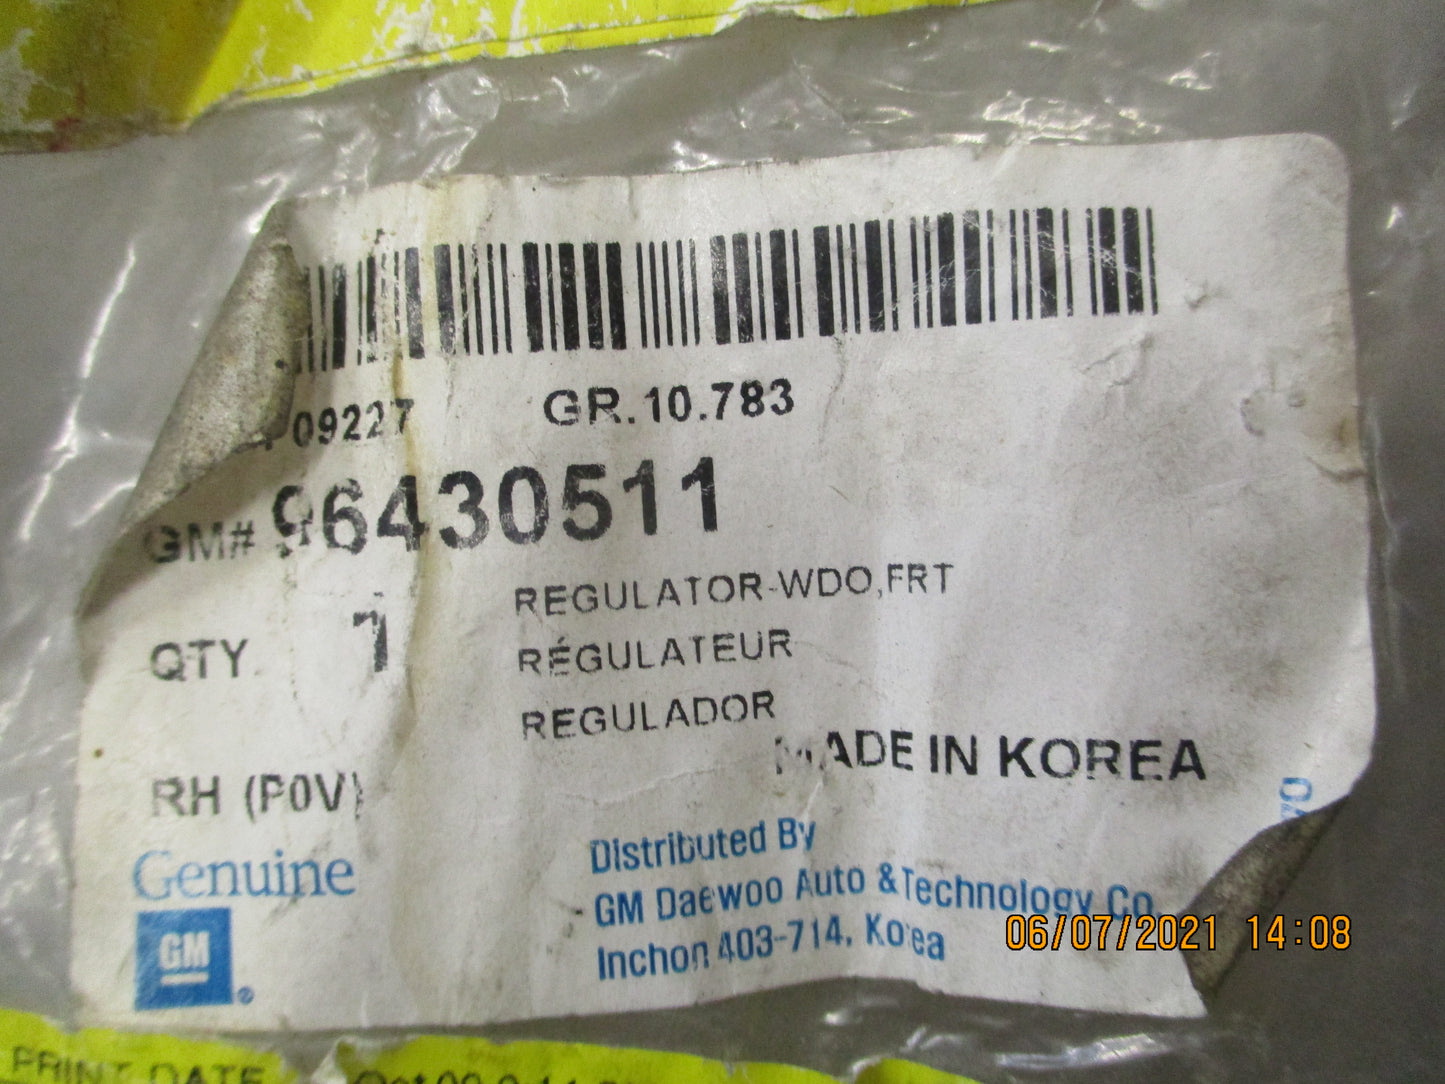 09227 GR.10.783
GM# 96430511
REGULATOR-WDO,FRT
QTY. 1
RÉGULATEUR
REGULADOR
MADE IN KOREA
RH (P0V)
Genuine
GM
Distributed By
GM Daewoo Auto & Technology Co.
Inchon 403-714, Korea
06/07/2021 14:08
PRINT DATE